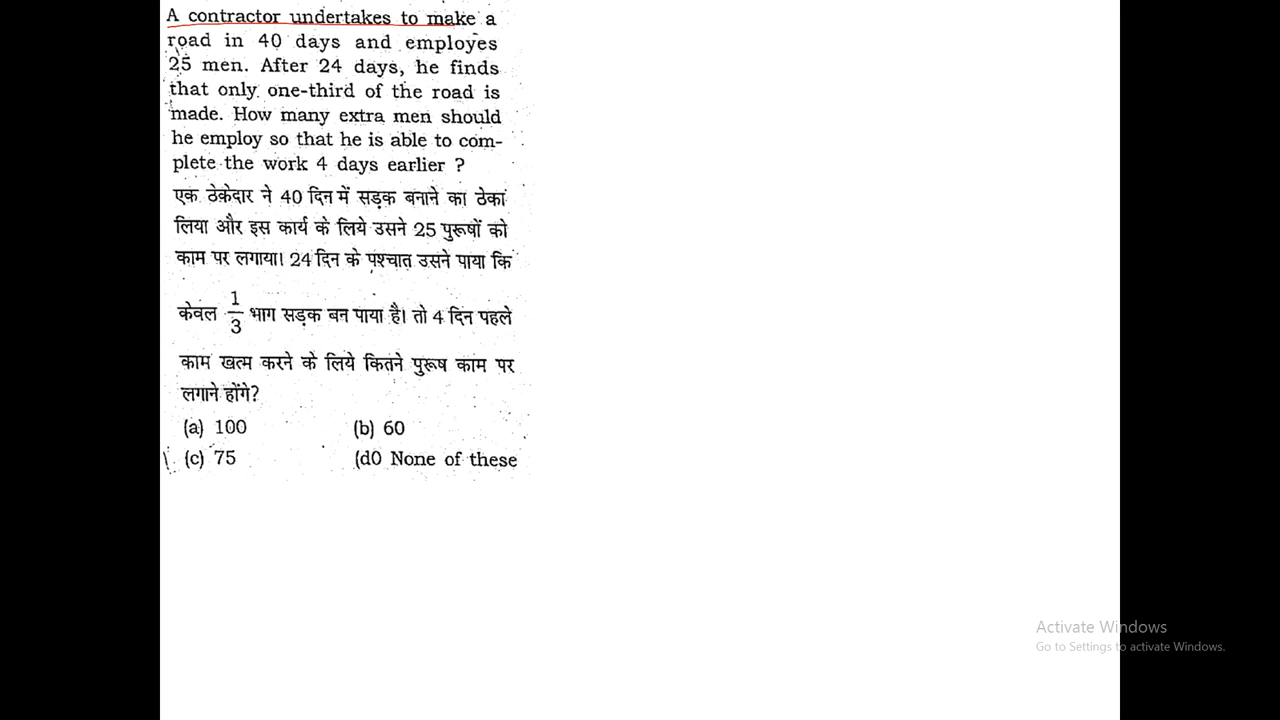 A contractor undertakes to make a
road in 40 days and employes
25 men. After 24 days, he finds
that only one-third of the road is
made. How many extra men should
he employ so that he is able to com-
plete the work 4 days earlier ?
एक ठेकेदार ने 40 दिन में सड़क बनाने का ठेका
लिया और इस कार्य के लिये उसने 25 पुरूषों को
काम पर लगाया। 24 दिन के पश्चात उसने पाया कि
केवल 1/3 भाग सड़क बन पाया है। तो 4 दिन पहले
काम खत्म करने के लिये कितने पुरूष काम पर
लगाने होंगे?
(a) 100 (b) 60
(c) 75 (d0 None of these
Activate Windows
Go to Settings to activate Windows.